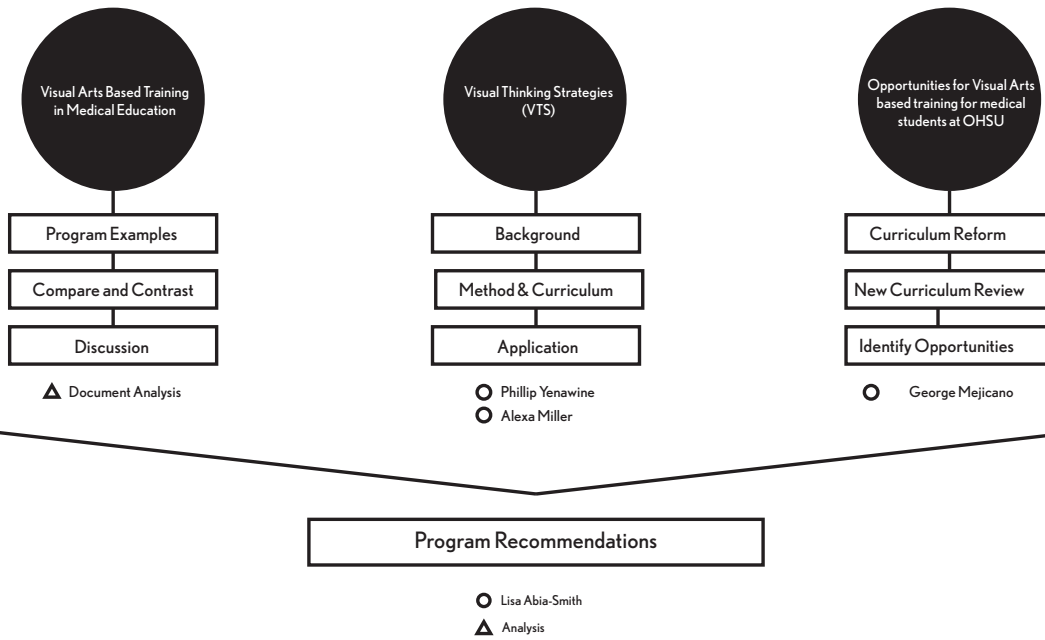 Visual Arts Based Training
in Medical Education
Program Examples
Compare and Contrast
Discussion
Document Analysis
Visual Thinking Strategies
(VTS)
Background
Method & Curriculum
Application
Phillip Yenawine
Alexa Miller
Opportunities for Visual Arts
based training for medical
students at OHSU
Curriculum Reform
New Curriculum Review
Identify Opportunities
George Mejicano
Program Recommendations
Lisa Abia-Smith
Analysis